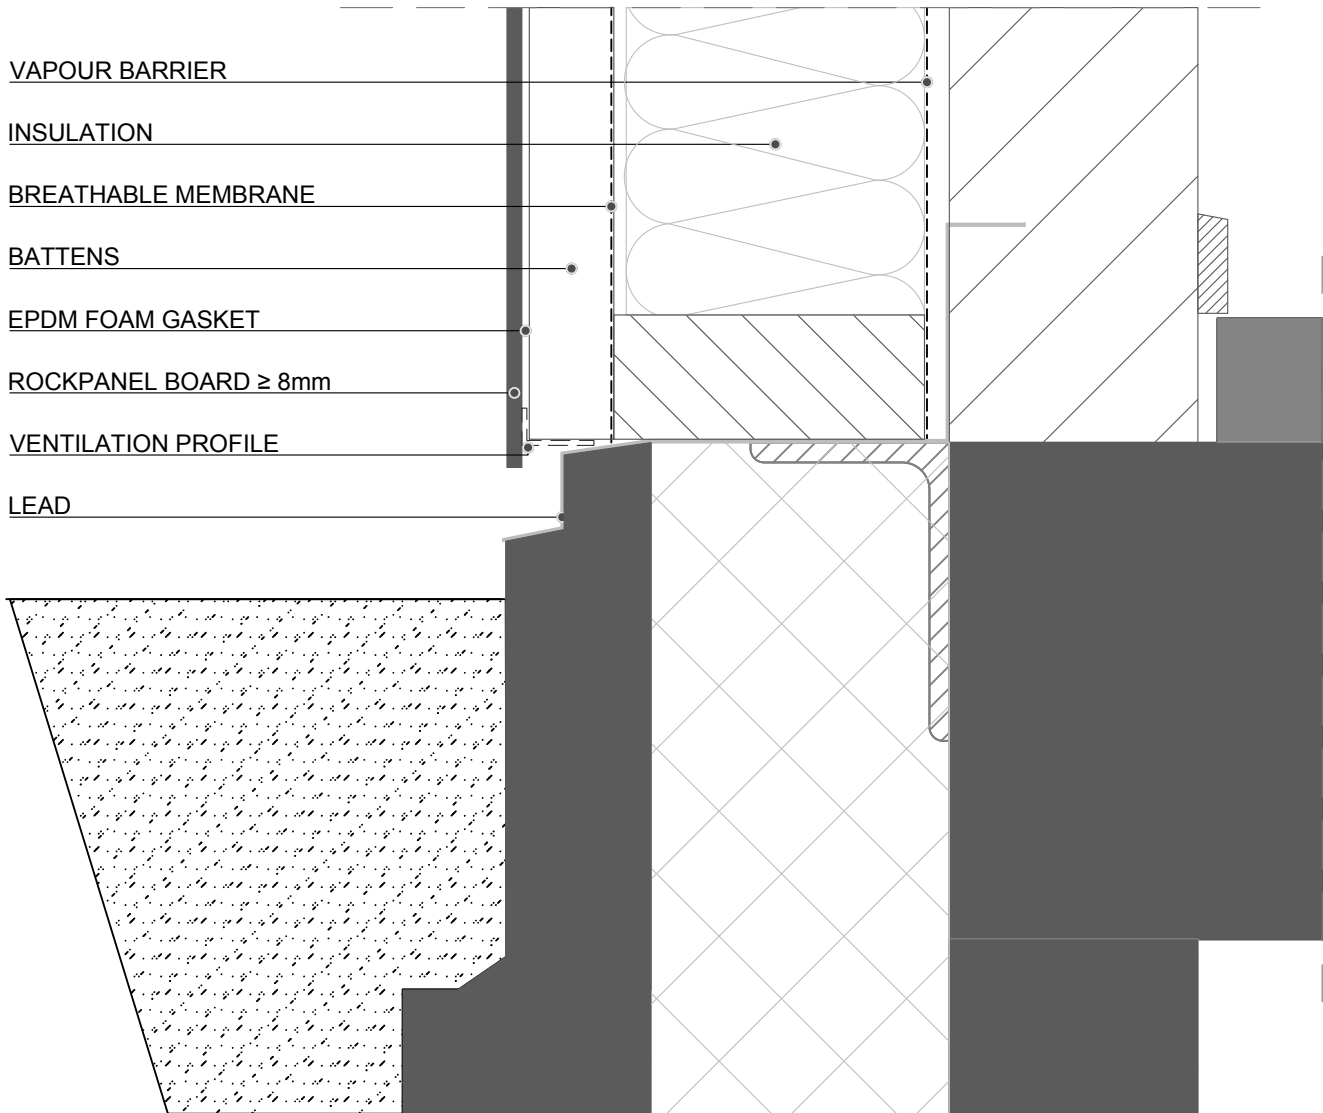 VAPOUR BARRIER
INSULATION
BREATHABLE MEMBRANE
BATTENS
EPDM FOAM GASKET
ROCKPANEL BOARD ≥ 8mm
VENTILATION PROFILE
LEAD